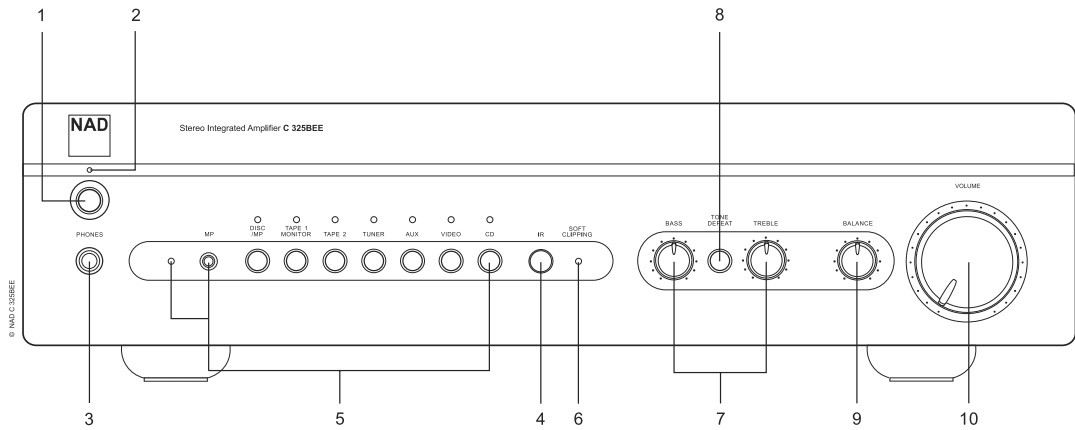 1 2 8
NAD
Stereo Integrated Amplifier C 325BEE
VOLUME
PHONES
MP
DISC
/MP
TAPE 1
MONITOR
TAPE 2
TUNER
AUX
VIDEO
CD
IR
SOFT
CLIPPING
BASS
TONE
DEFEAT
TREBLE
BALANCE
© NAD C 325BEE
3 5 4 6 7 9 10